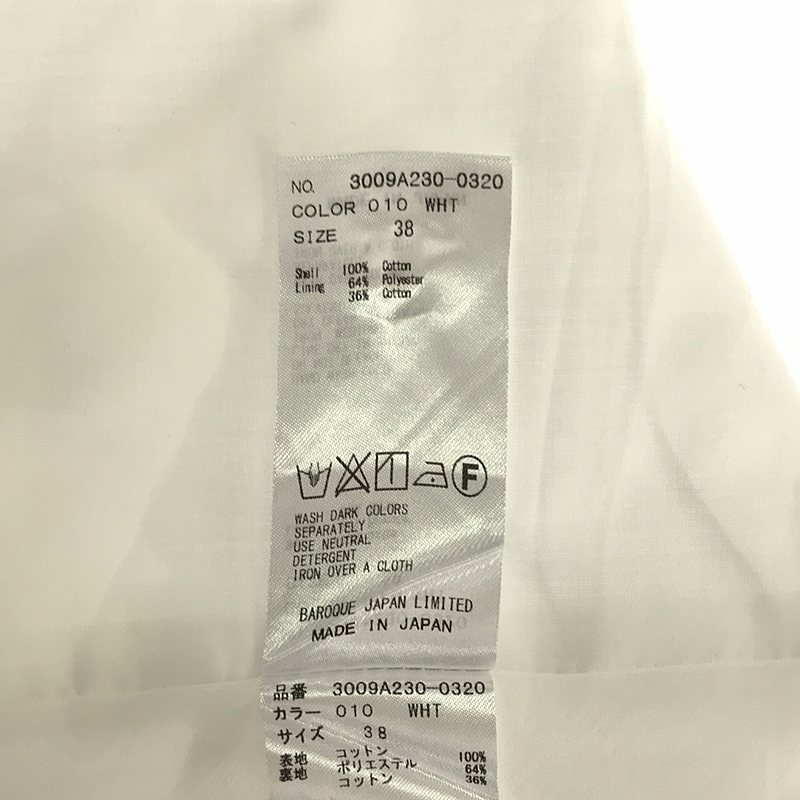 NO. 3009A230-0320
COLOR 010 WHT
SIZE 38
Shell 100% Cotton
Lining 64% Polyester
36% Cotton
F
WASH DARK COLORS
SEPARATELY
USE NEUTRAL
DETERGENT
IRON OVER A CLOTH
BAROQUE JAPAN LIMITED
MADE IN JAPAN
品番 3009A230-0320
カラー 010 WHT
サイズ 38
表地 コットン 100%
裏地 ポリエステル 64%
コットン 36%